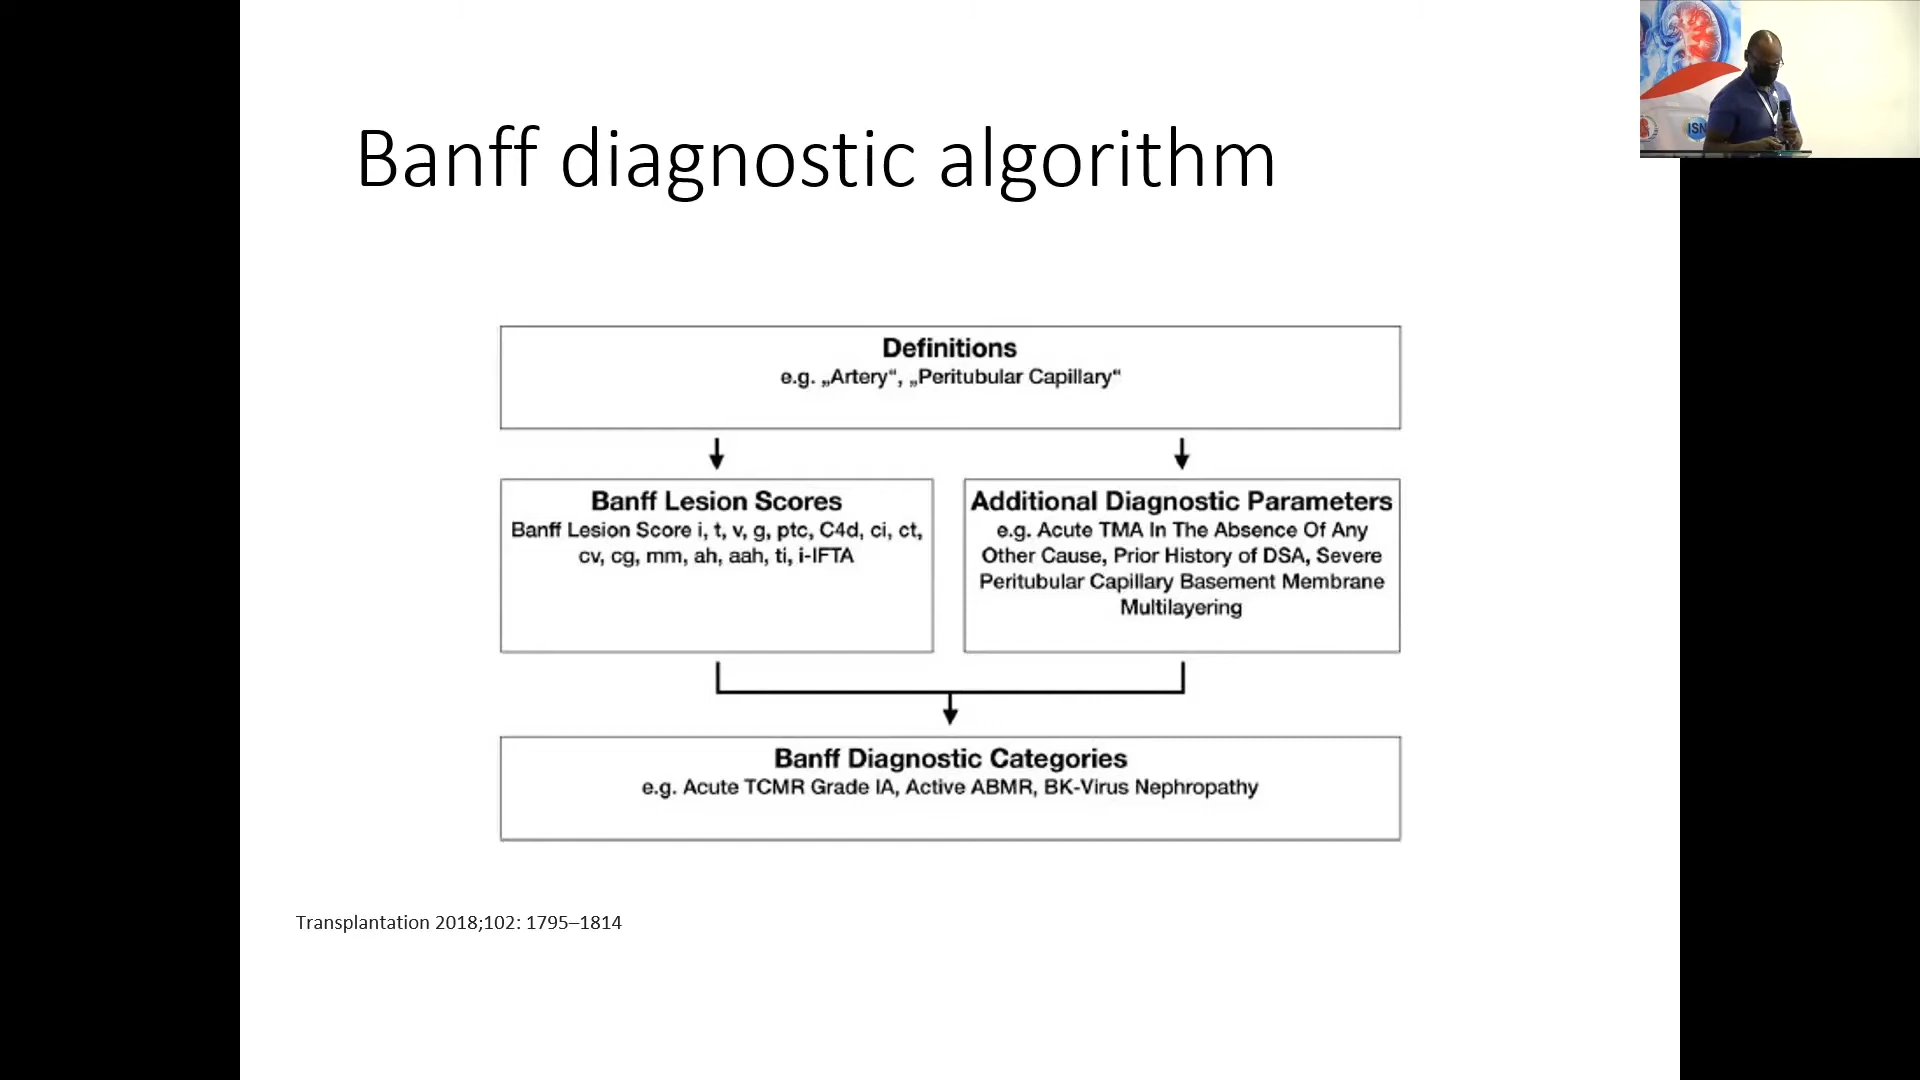 Banff diagnostic algorithm
Definitions
e.g. „Artery“, „Peritubular Capillary“
Banff Lesion Scores
Banff Lesion Score i, t, v, g, ptc, C4d, ci, ct,
cv, cg, mm, ah, aah, ti, i-IFTA
Additional Diagnostic Parameters
e.g. Acute TMA In The Absence Of Any
Other Cause, Prior History of DSA, Severe
Peritubular Capillary Basement Membrane
Multilayering
Banff Diagnostic Categories
e.g. Acute TCMR Grade IA, Active ABMR, BK-Virus Nephropathy
Transplantation 2018;102: 1795–1814
ISN